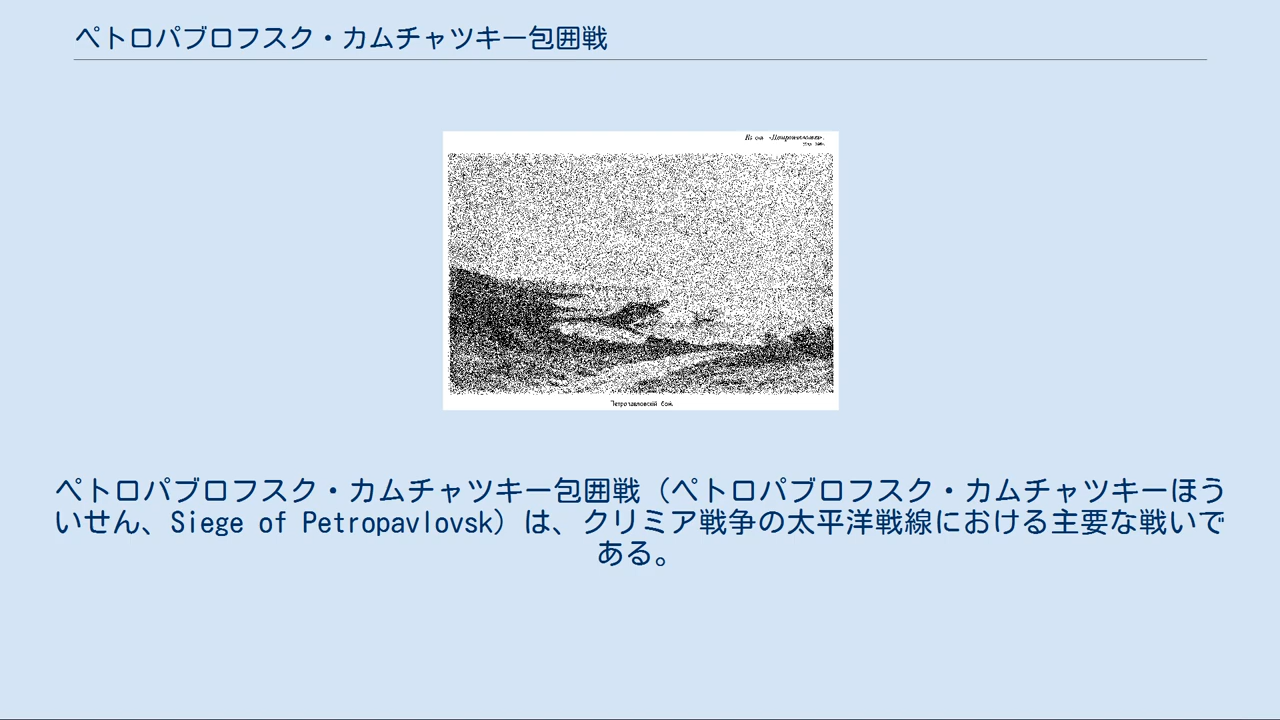 ペトロパブロフスク・カムチャツキー包囲戦
ペトロパブロフスク・カムチャツキー包囲戦（ペトロパブロフスク・カムチャツキーほう
いせん、Siege of Petropavlovsk）は、クリミア戦争の太平洋戦線における主要な戦いで
ある。